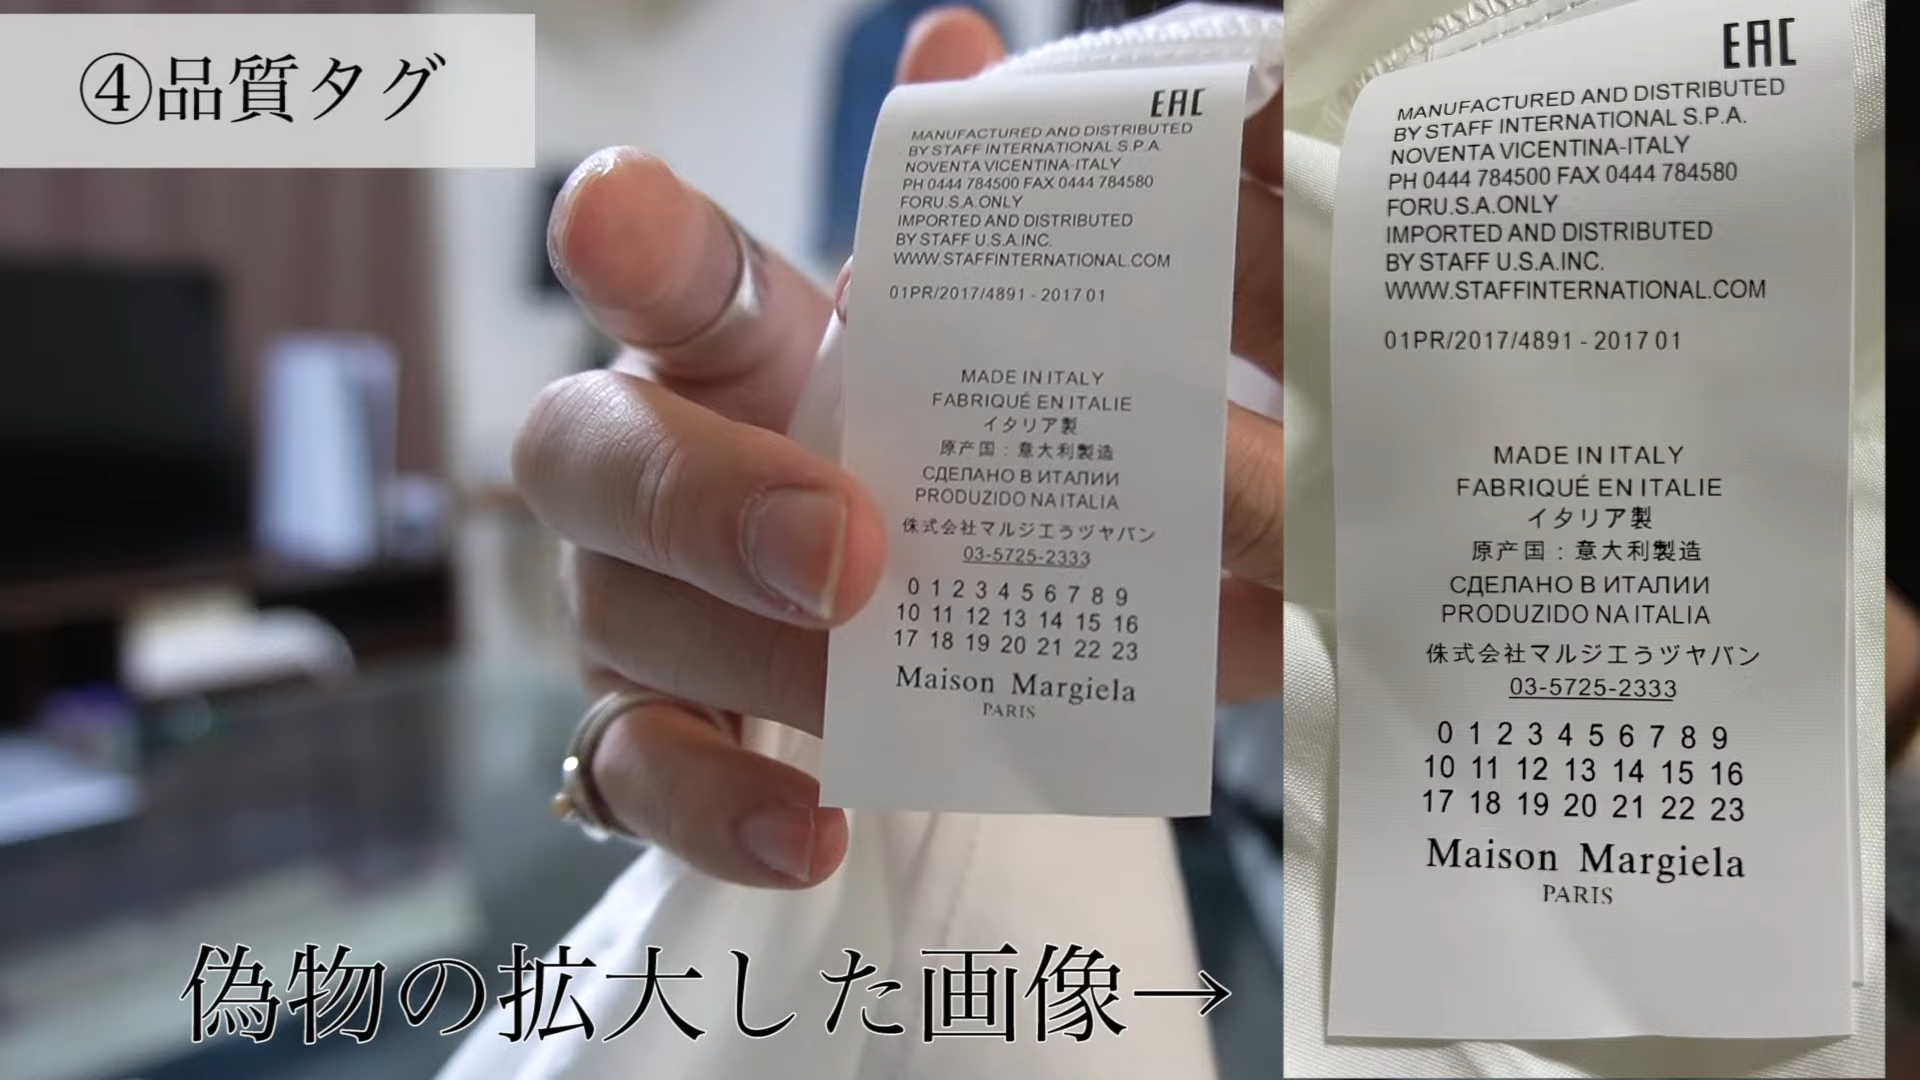 ④品質タグ
EAC
MANUFACTURED AND DISTRIBUTED
BY STAFF INTERNATIONAL S.P.A.
NOVENTA VICENTINA-ITALY
PH 0444 784500 FAX 0444 784580
FORU.S.A.ONLY
IMPORTED AND DISTRIBUTED
BY STAFF U.S.A.INC.
WWW.STAFFINTERNATIONAL.COM
01PR/2017/4891 - 2017 01
MADE IN ITALY
FABRIQUÉ EN ITALIE
イタリア製
原产国：意大利製造
СДЕЛАНО В ИТАЛИИ
PRODUZIDO NA ITALIA
侏式会社マルジエうヅヤバン
03-5725-2333
0 1 2 3 4 5 6 7 8 9
10 11 12 13 14 15 16
17 18 19 20 21 22 23
Maison Margiela
PARIS
偽物の拡大した画像→
EAC
MANUFACTURED AND DISTRIBUTED
BY STAFF INTERNATIONAL S.P.A.
NOVENTA VICENTINA-ITALY
PH 0444 784500 FAX 0444 784580
FORU.S.A.ONLY
IMPORTED AND DISTRIBUTED
BY STAFF U.S.A.INC.
WWW.STAFFINTERNATIONAL.COM
01PR/2017/4891 - 2017 01
MADE IN ITALY
FABRIQUÉ EN ITALIE
イタリア製
原产国：意大利製造
СДЕЛАНО В ИТАЛИИ
PRODUZIDO NA ITALIA
侏式会社マルジエうヅヤバン
03-5725-2333
0 1 2 3 4 5 6 7 8 9
10 11 12 13 14 15 16
17 18 19 20 21 22 23
Maison Margiela
PARIS